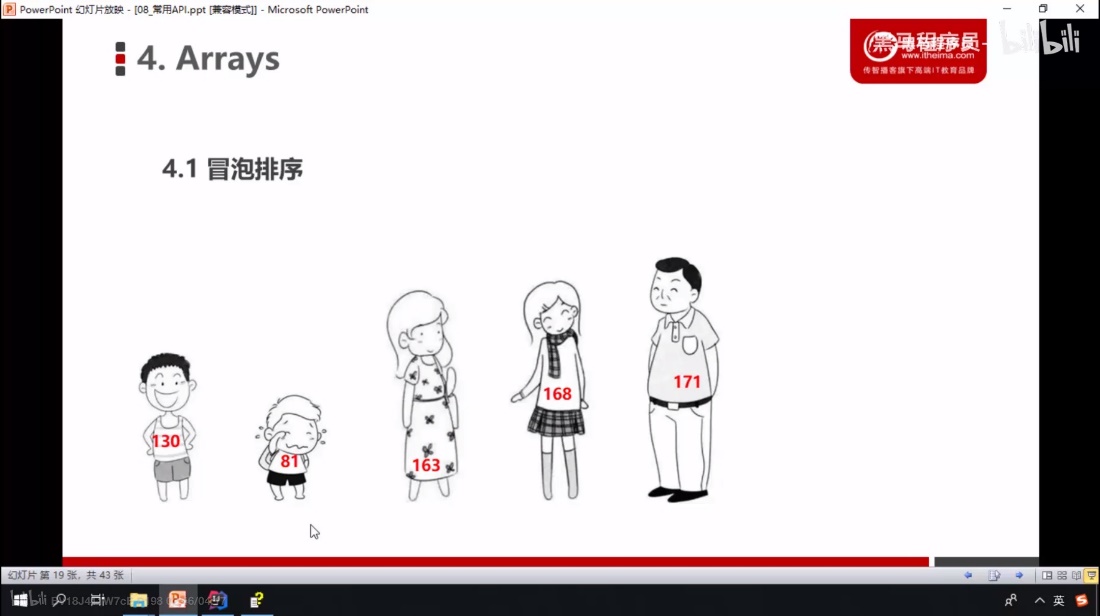 PowerPoint 幻灯片放映 - [08_常用API.ppt [兼容模式]] - Microsoft PowerPoint
4. Arrays
黑马程序员
www.itheima.com
传智播客旗下高端IT教育品牌
bilibili
4.1 冒泡排序
130
81
163
168
171
幻灯片 第 19 张，共 43 张
英